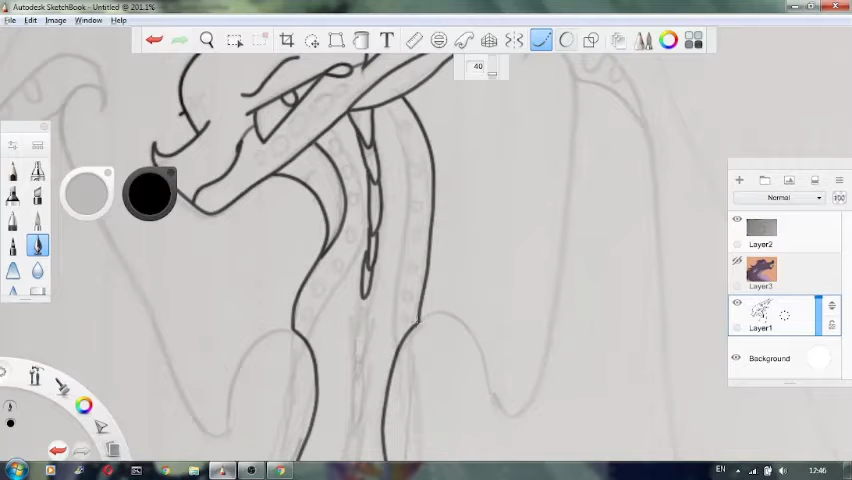 Autodesk SketchBook - Untitled @ 201.1%
File Edit Image Window Help
40
Normal
100
Layer2
Layer3
Layer1
Background
EN
12:46